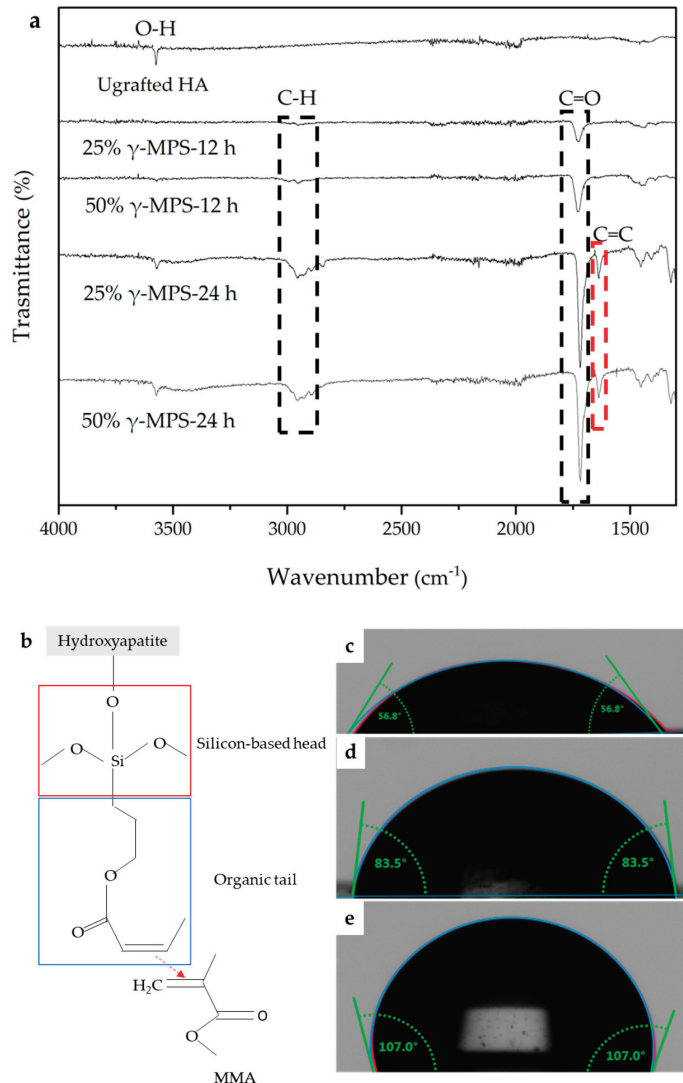 a
O-H
Ugrafted HA
C-H
C=O
25% γ-MPS-12 h
50% γ-MPS-12 h
C=C
25% γ-MPS-24 h
50% γ-MPS-24 h
Trasmittance (%)
4000 3500 3000 2500 2000 1500
Wavenumber (cm⁻¹)
b
Hydroxyapatite
O
O Si O
Silicon-based head
O
O
Organic tail
H₂C
O
O
MMA
c
56.8° 56.8°
d
83.5° 83.5°
e
107.0° 107.0°